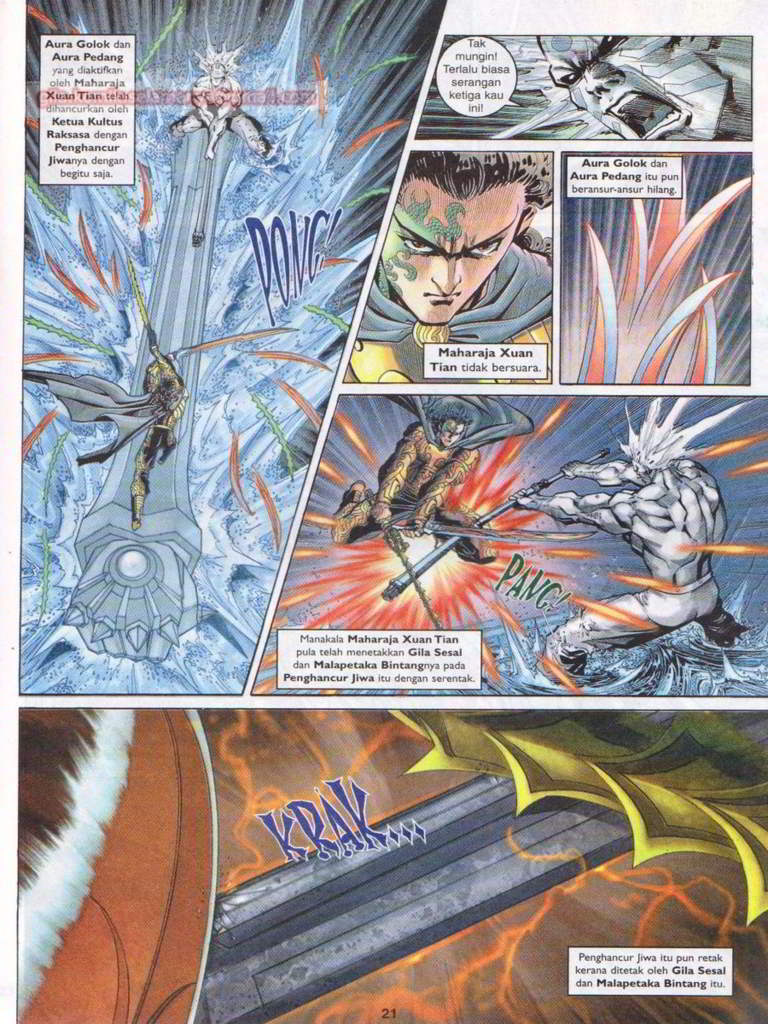 Aura Golok dan
Aura Pedang
yang diaktifkan
oleh Maharaja
Xuan Tian telah
dihancurkan oleh
Ketua Kultus
Raksasa dengan
Penghancur
Jiwanya dengan
begitu saja.
PONG!
Tak
mungin!
Terlalu biasa
serangan
ketiga kau
ini!
Maharaja Xuan
Tian tidak bersuara.
Aura Golok dan
Aura Pedang itu pun
beransur-ansur hilang.
PANG!
Manakala Maharaja Xuan Tian
pula telah menetakkan Gila Sesal
dan Malapetaka Bintangnya pada
Penghancur Jiwa itu dengan serentak.
KRAK...
Penghancur Jiwa itu pun retak
kerana ditetak oleh Gila Sesal
dan Malapetaka Bintang itu.
21